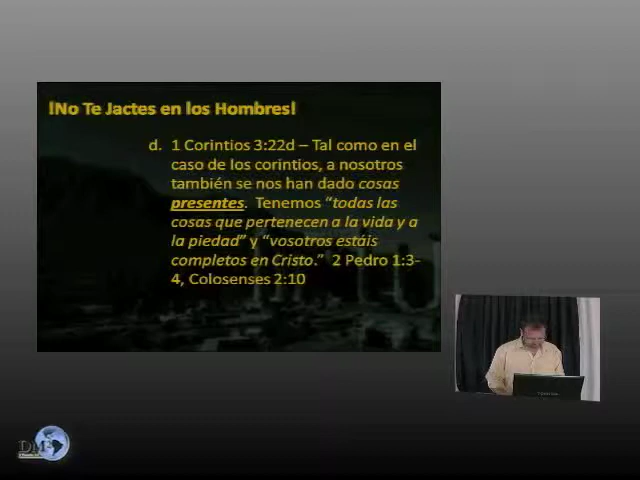 ¡No Te Jactes en los Hombres!
d. 1 Corintios 3:22d – Tal como en el
caso de los corintios, a nosotros
también se nos han dado cosas
presentes. Tenemos “todas las
cosas que pertenecen a la vida y a
la piedad” y “vosotros estáis
completos en Cristo.” 2 Pedro 1:3-
4, Colosenses 2:10